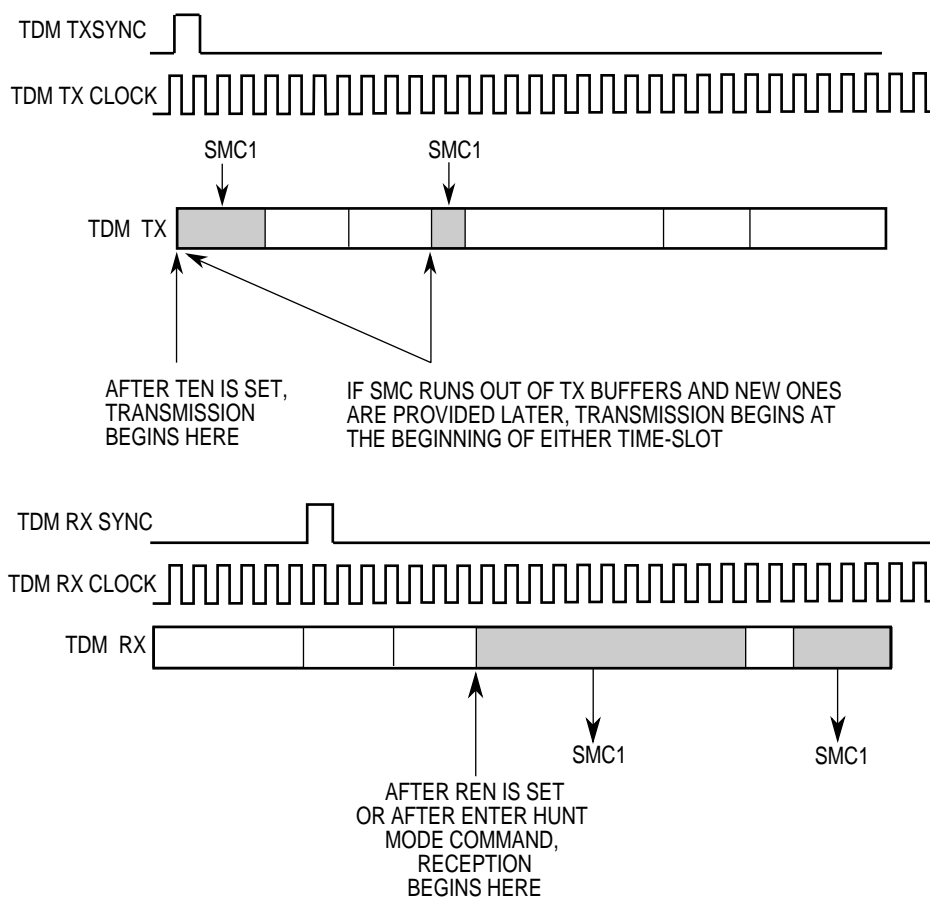 TDM TXSYNC
TDM TX CLOCK
SMC1
SMC1
TDM TX
AFTER TEN IS SET,
TRANSMISSION
BEGINS HERE
IF SMC RUNS OUT OF TX BUFFERS AND NEW ONES
ARE PROVIDED LATER, TRANSMISSION BEGINS AT
THE BEGINNING OF EITHER TIME-SLOT
TDM RX SYNC
TDM RX CLOCK
TDM RX
SMC1
SMC1
AFTER REN IS SET
OR AFTER ENTER HUNT
MODE COMMAND,
RECEPTION
BEGINS HERE